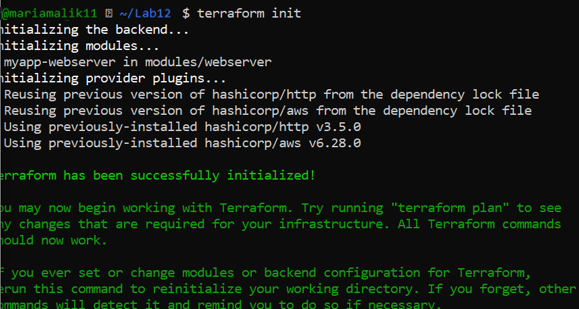 @mariamalik11 ~/Lab12 $ terraform init
nitializing the backend...
nitializing modules...
myapp-webserver in modules/webserver
nitializing provider plugins...
Reusing previous version of hashicorp/http from the dependency lock file
Reusing previous version of hashicorp/aws from the dependency lock file
Using previously-installed hashicorp/http v3.5.0
Using previously-installed hashicorp/aws v6.28.0
erraform has been successfully initialized!
ou may now begin working with Terraform. Try running "terraform plan" to see
ny changes that are required for your infrastructure. All Terraform commands
hould now work.
f you ever set or change modules or backend configuration for Terraform,
erun this command to reinitialize your working directory. If you forget, other
ommands will detect it and remind you to do so if necessary.